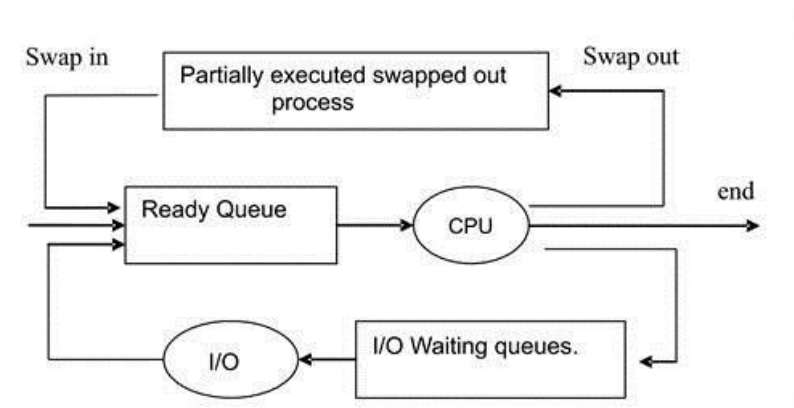 Swap in
Partially executed swapped out
process
Swap out
Ready Queue
CPU
end
I/O
I/O Waiting queues.